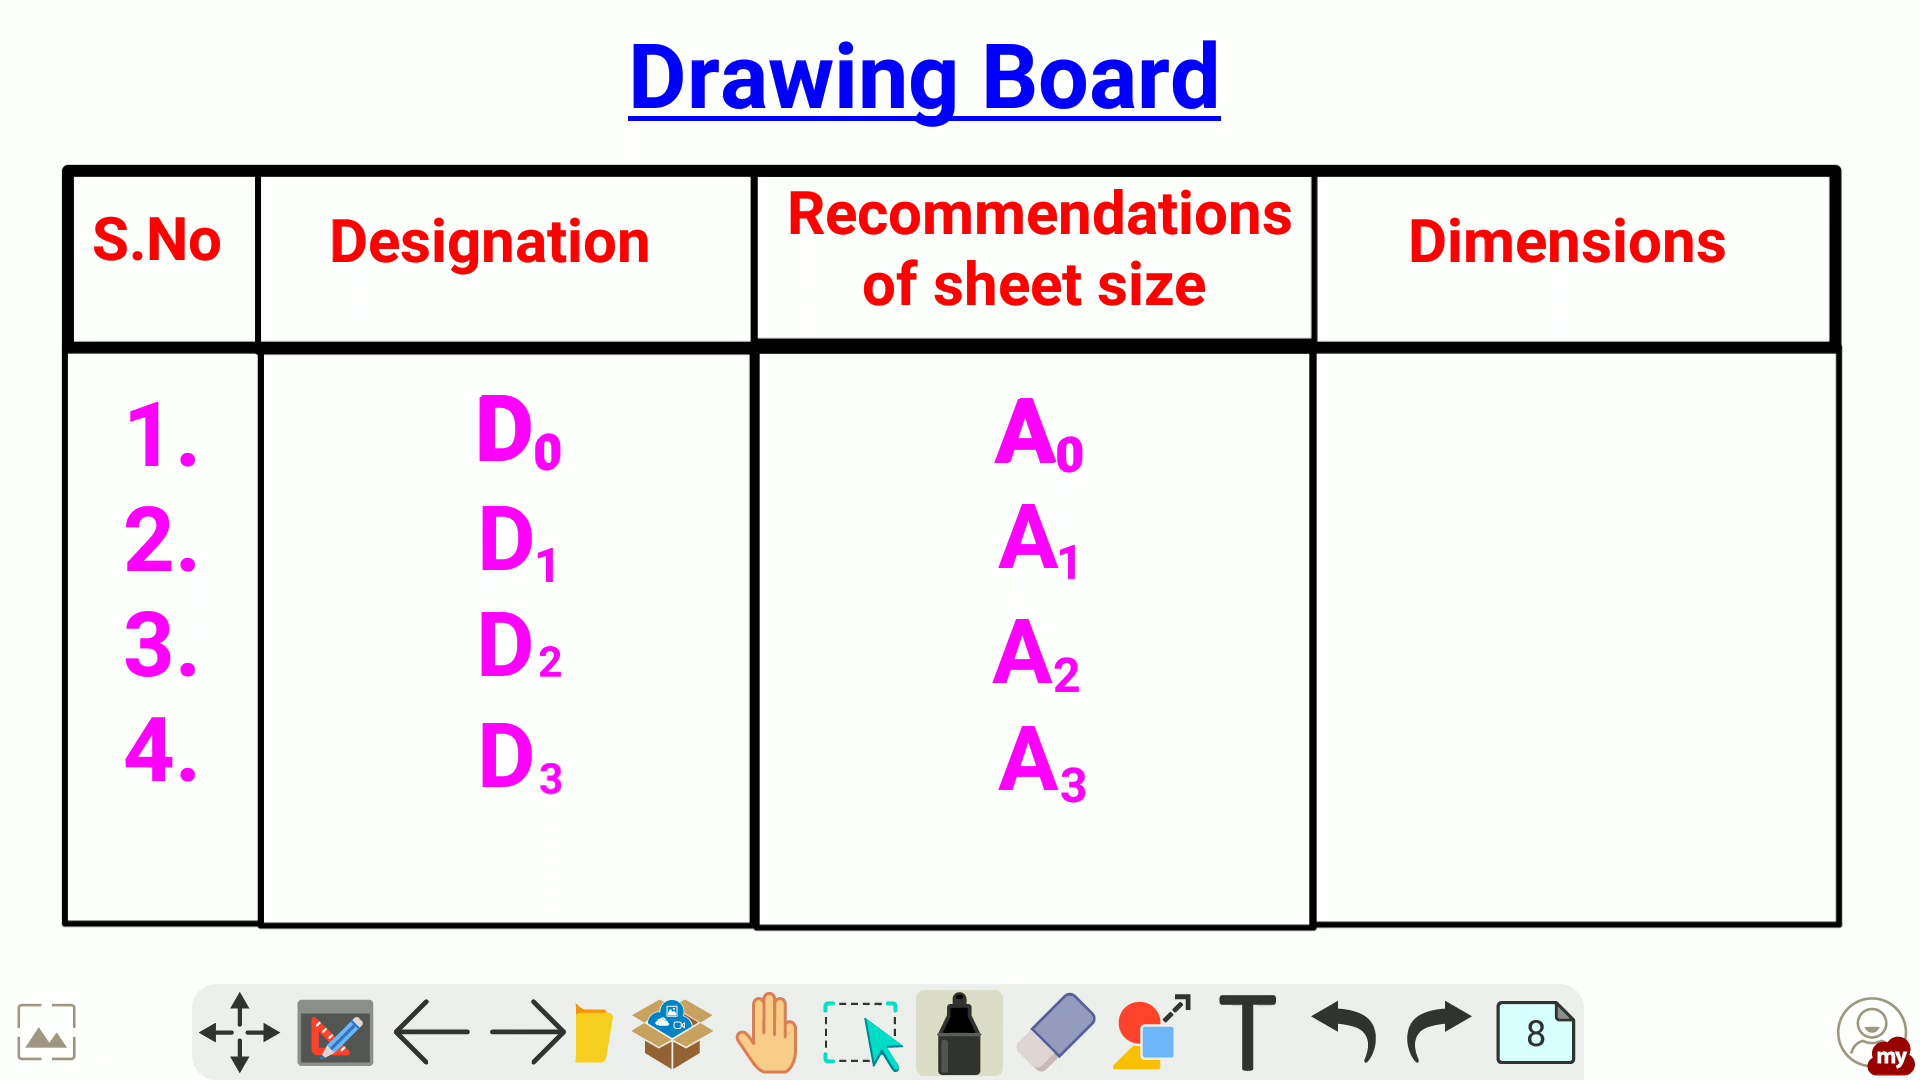 Drawing Board
S.No Designation Recommendations of sheet size Dimensions
1. D₀ A₀
2. D₁ A₁
3. D₂ A₂
4. D₃ A₃
8
my